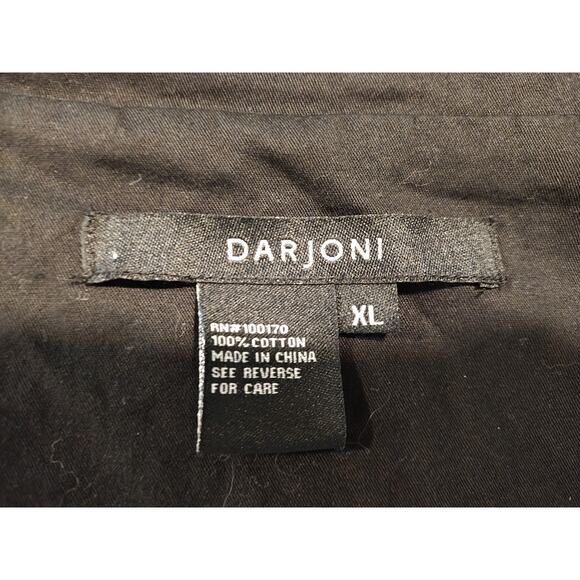 DARJONI
XL
RN#100170
100% COTTON
MADE IN CHINA
SEE REVERSE
FOR CARE